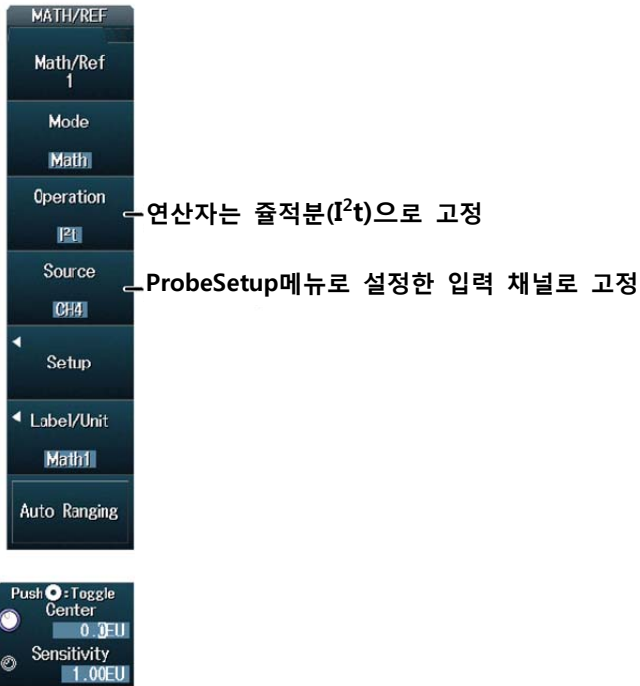 MATH/REF
Math/Ref
1
Mode
Math
Operation
I²t
연산자는 쥴적분(I²t)으로 고정
Source
CH4
ProbeSetup메뉴로 설정한 입력 채널로 고정
Setup
Label/Unit
Math1
Auto Ranging
Push :Toggle
Center
0.0EU
Sensitivity
1.00EU